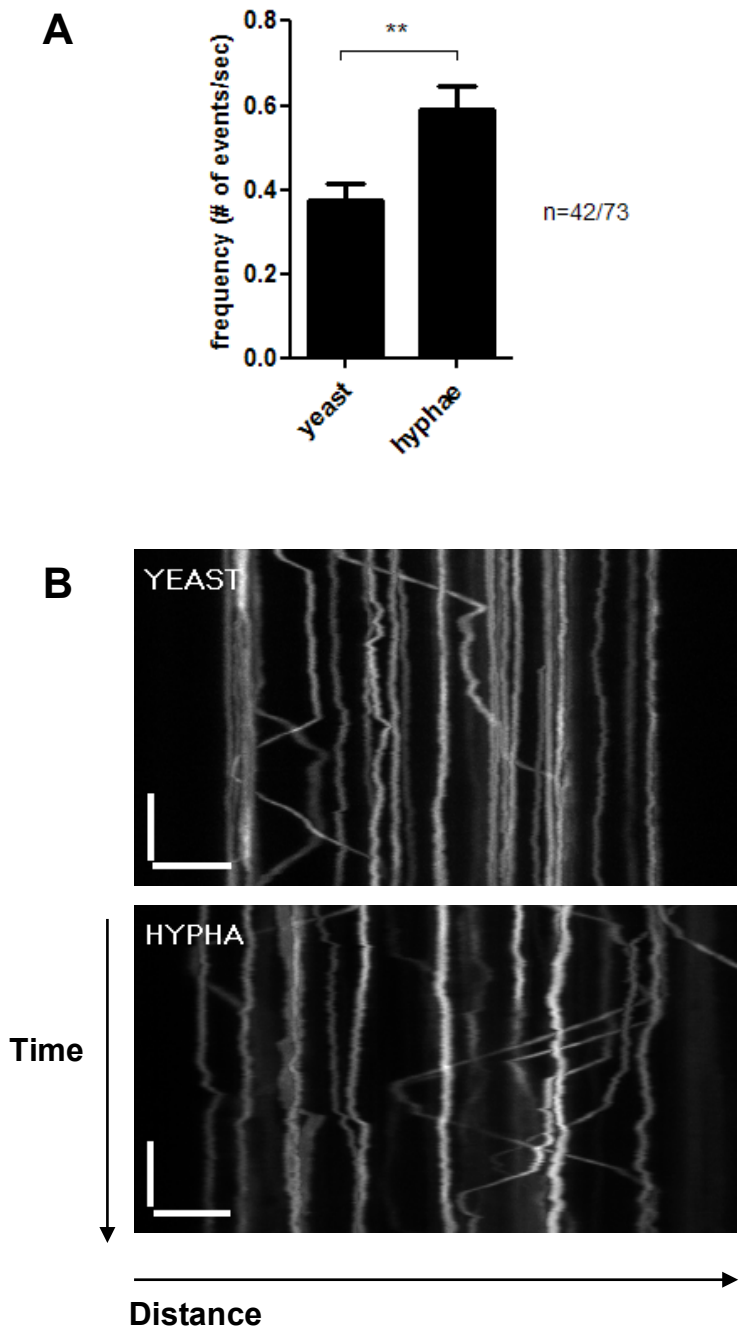 A
**
0.8
0.6
0.4
0.2
0.0
frequency (# of events/sec)
n=42/73
yeast
hyphae
B
YEAST
HYPHA
Time
Distance